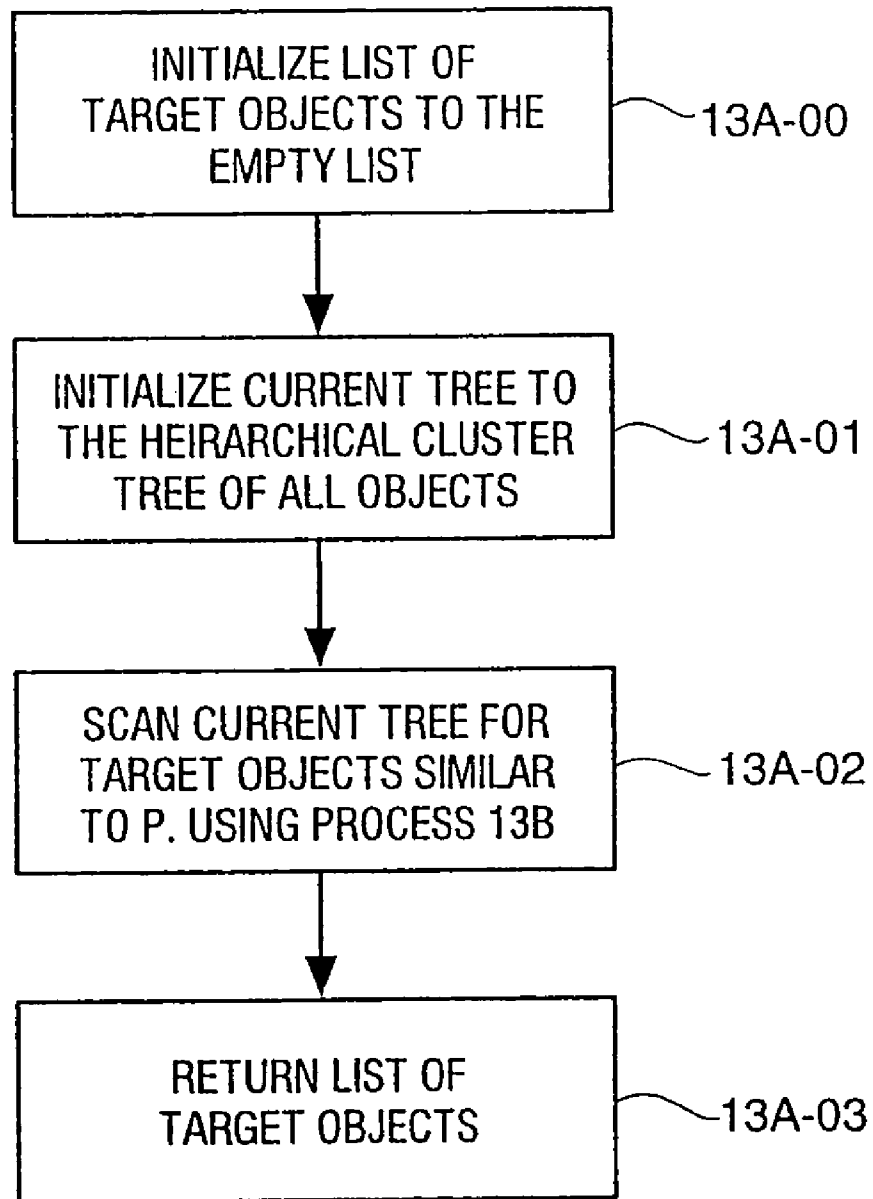 INITIALIZE LIST OF
TARGET OBJECTS TO THE
EMPTY LIST
13A-00
INITIALIZE CURRENT TREE TO
THE HEIRARCHICAL CLUSTER
TREE OF ALL OBJECTS
13A-01
SCAN CURRENT TREE FOR
TARGET OBJECTS SIMILAR
TO P. USING PROCESS 13B
13A-02
RETURN LIST OF
TARGET OBJECTS
13A-03